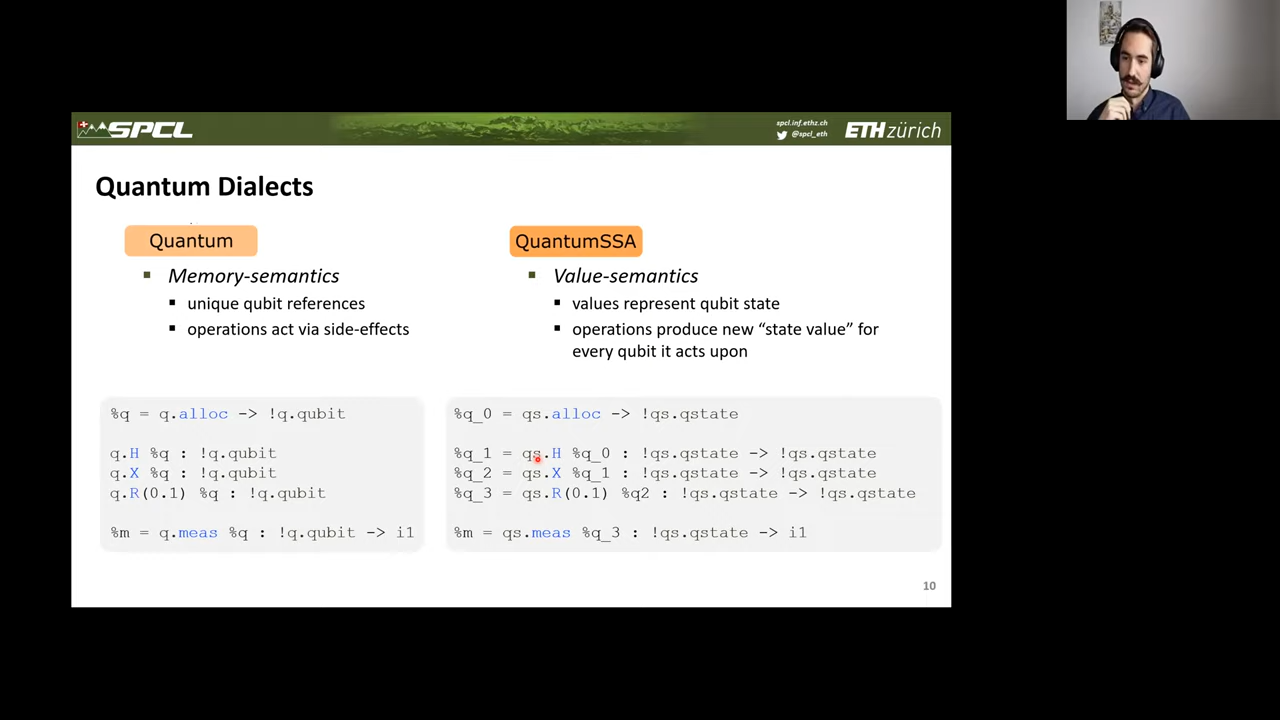 SPCL
spcl.inf.ethz.ch
@spcl_eth
ETH zürich
Quantum Dialects
Quantum
Memory-semantics
unique qubit references
operations act via side-effects
QuantumSSA
Value-semantics
values represent qubit state
operations produce new “state value” for
every qubit it acts upon
%q = q.alloc -> !q.qubit
q.H %q : !q.qubit
q.X %q : !q.qubit
q.R(0.1) %q : !q.qubit
%m = q.meas %q : !q.qubit -> i1
%q_0 = qs.alloc -> !qs.qstate
%q_1 = qs.H %q_0 : !qs.qstate -> !qs.qstate
%q_2 = qs.X %q_1 : !qs.qstate -> !qs.qstate
%q_3 = qs.R(0.1) %q2 : !qs.qstate -> !qs.qstate
%m = qs.meas %q_3 : !qs.qstate -> i1
10